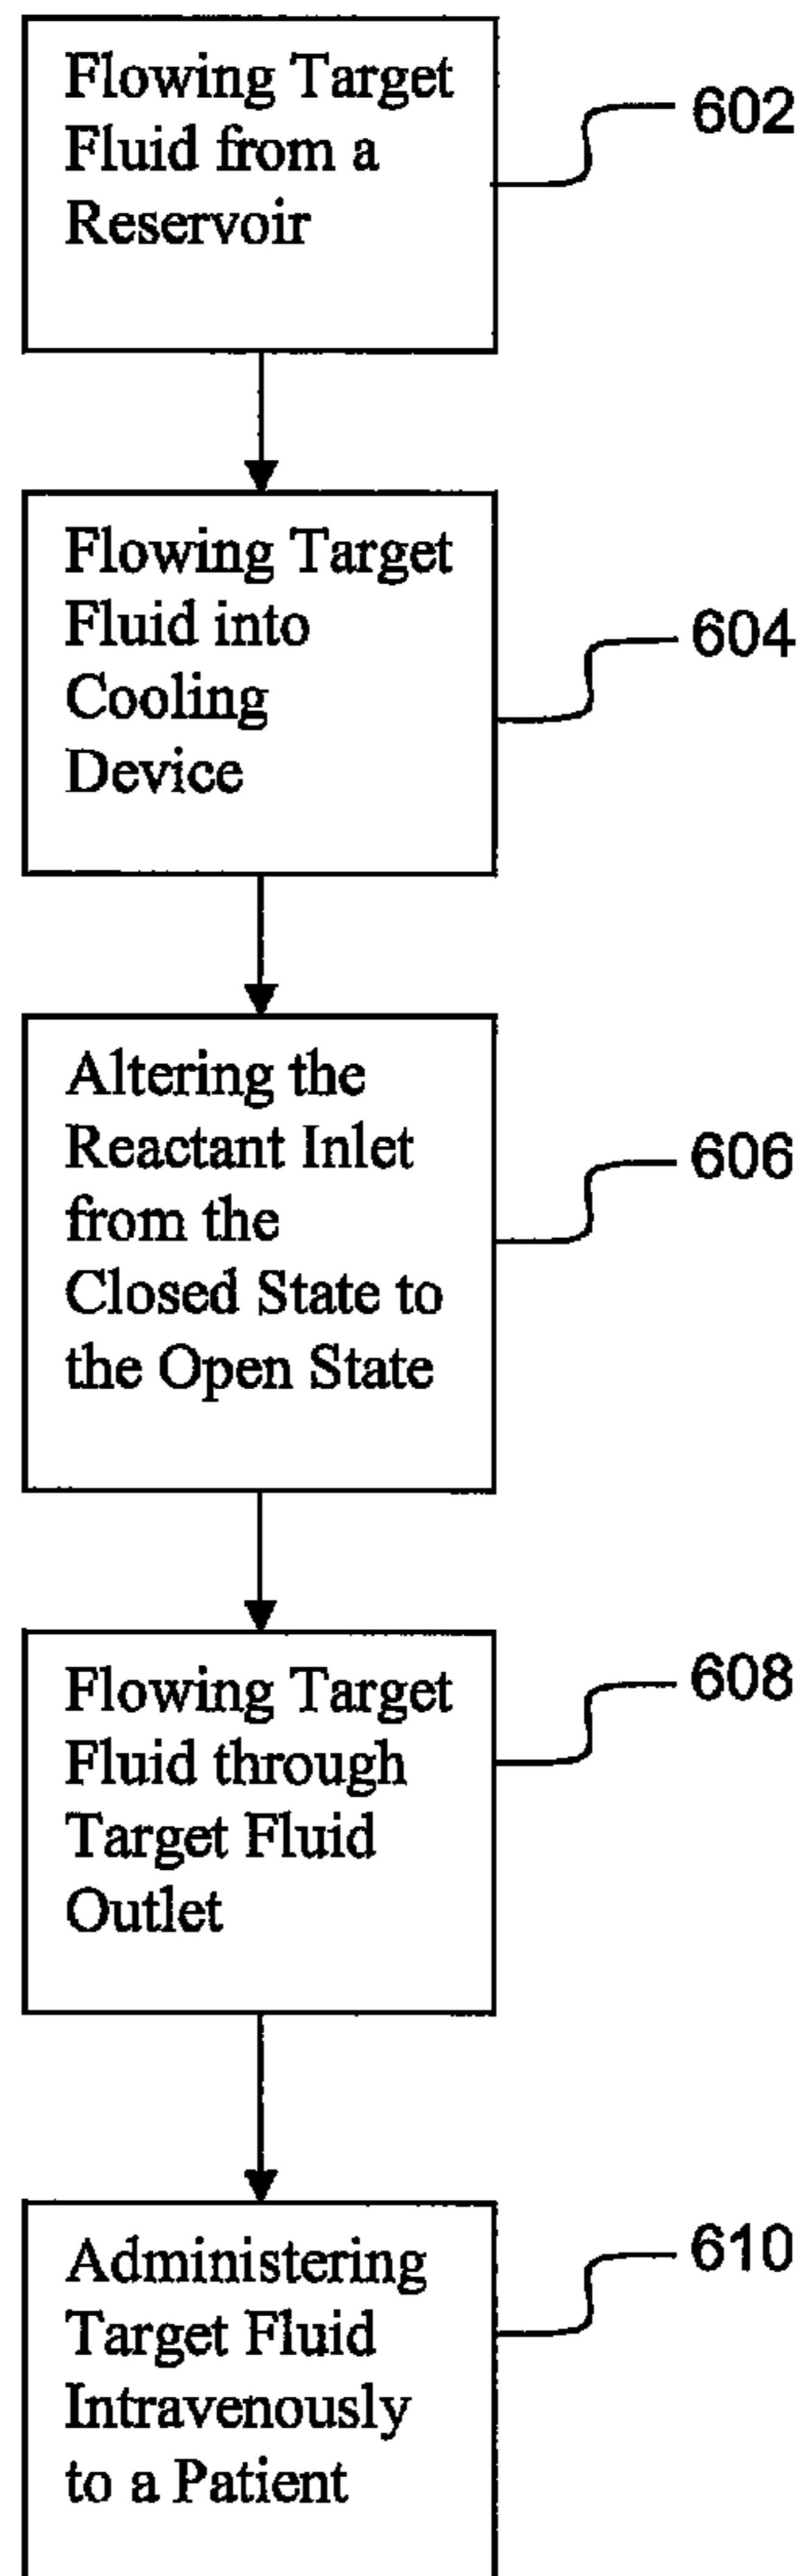 Flowing Target
Fluid from a
Reservoir
602
Flowing Target
Fluid into
Cooling
Device
604
Altering the
Reactant Inlet
from the
Closed State to
the Open State
606
Flowing Target
Fluid through
Target Fluid
Outlet
608
Administering
Target Fluid
Intravenously
to a Patient
610